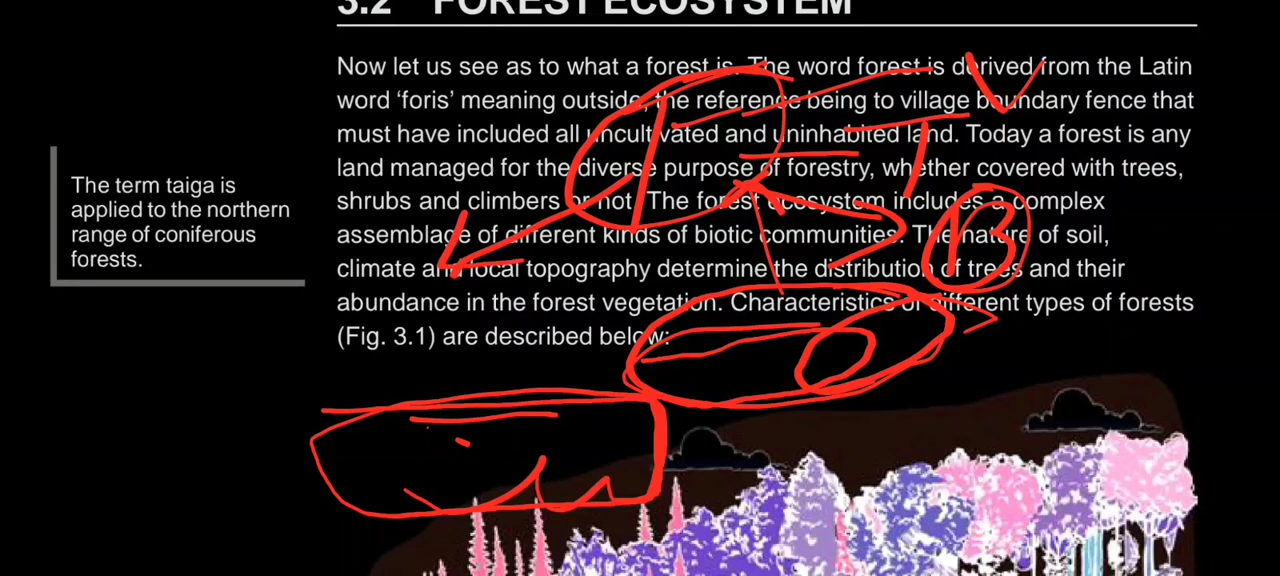 3.2 FOREST ECOSYSTEM
Now let us see as to what a forest is. The word forest is derived from the Latin
word ‘foris’ meaning outside, the reference being to village boundary fence that
must have included all uncultivated and uninhabited land. Today a forest is any
land managed for the diverse purpose of forestry, whether covered with trees,
shrubs and climbers or not. The forest ecosystem includes a complex
assemblage of different kinds of biotic communities. The nature of soil,
climate and local topography determine the distribution of trees and their
abundance in the forest vegetation. Characteristics of different types of forests
(Fig. 3.1) are described below:
The term taiga is
applied to the northern
range of coniferous
forests.